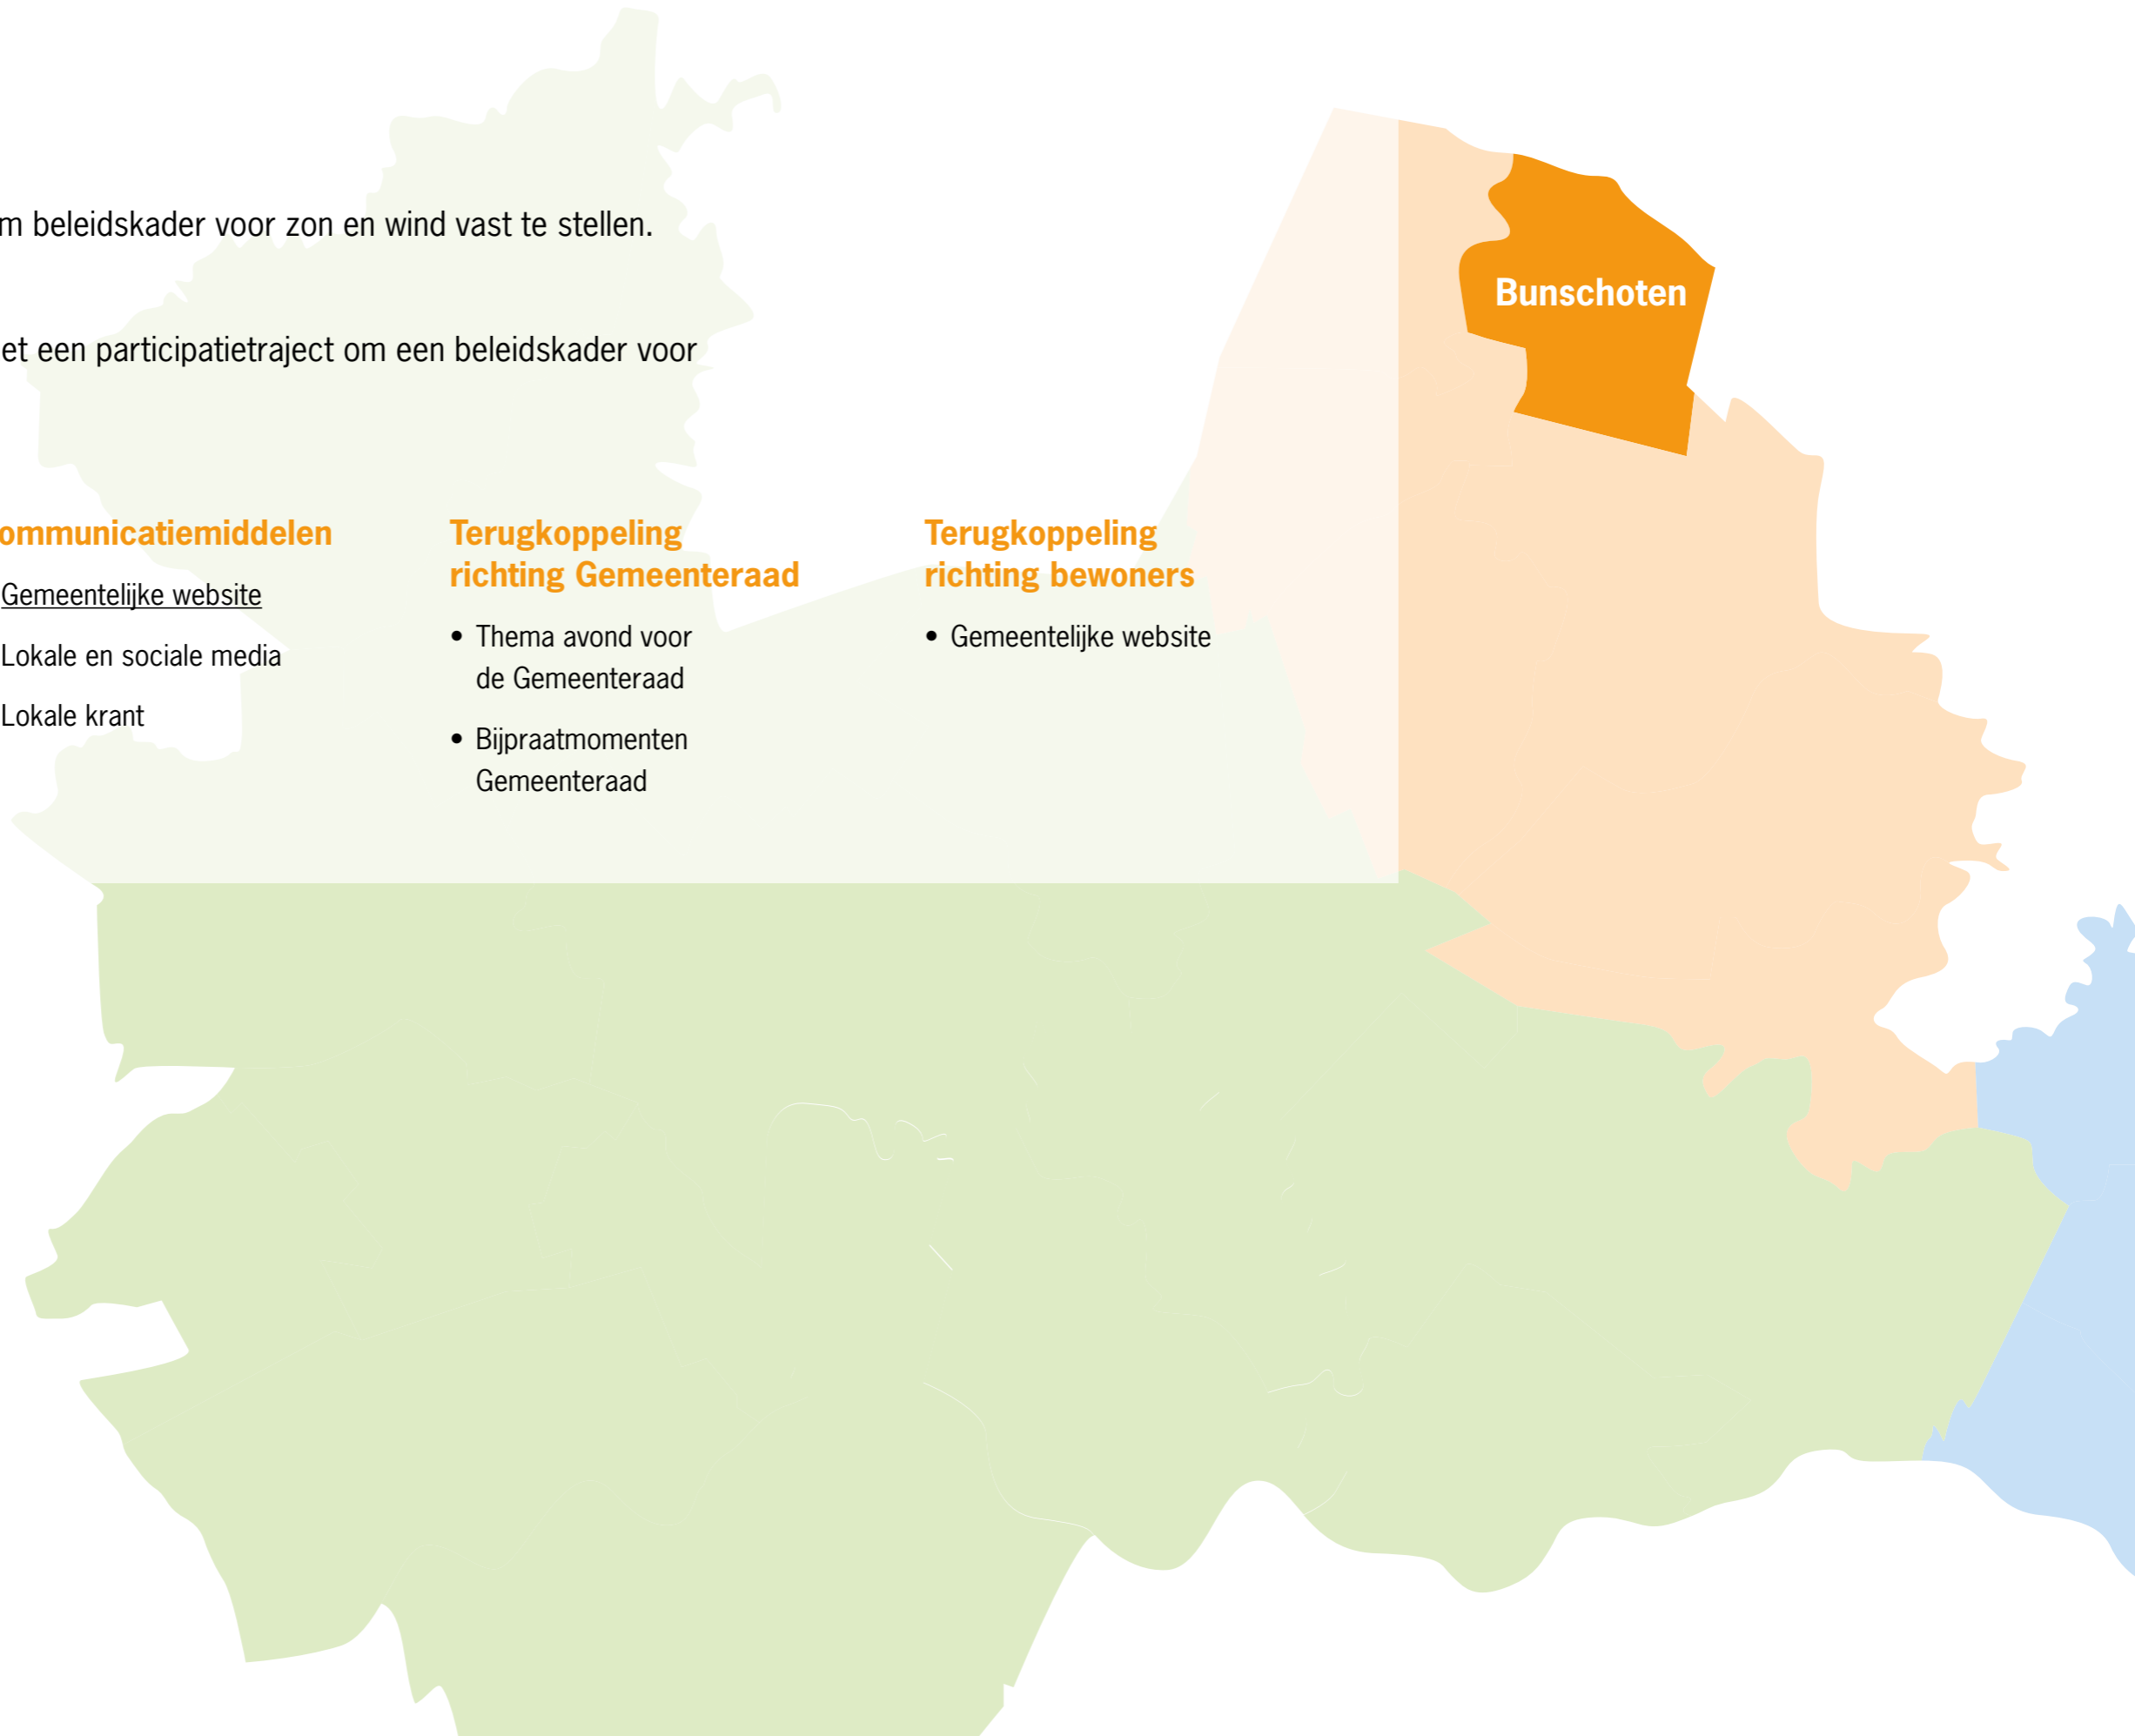 m beleidskader voor zon en wind vast te stellen.
et een participatietraject om een beleidskader voor
ommunicatiemiddelen
Gemeentelijke website
Lokale en sociale media
Lokale krant
Terugkoppeling
richting Gemeenteraad
• Thema avond voor
de Gemeenteraad
• Bijpraatmomenten
Gemeenteraad
Terugkoppeling
richting bewoners
• Gemeentelijke website
Bunschoten